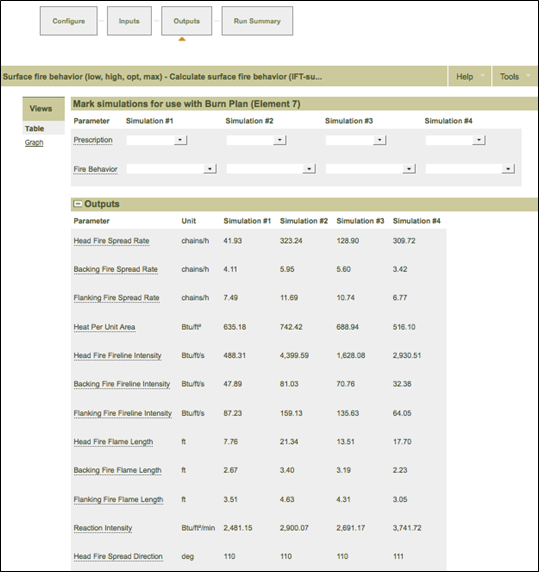 Configure Inputs Outputs Run Summary
Surface fire behavior (low, high, opt, max) - Calculate surface fire behavior (IFT-su... Help Tools
Views
Table
Graph
Mark simulations for use with Burn Plan (Element 7)
Parameter Simulation #1 Simulation #2 Simulation #3 Simulation #4
Prescription
Fire Behavior
Outputs
Parameter Unit Simulation #1 Simulation #2 Simulation #3 Simulation #4
Head Fire Spread Rate chains/h 41.93 323.24 128.90 309.72
Backing Fire Spread Rate chains/h 4.11 5.95 5.60 3.42
Flanking Fire Spread Rate chains/h 7.49 11.69 10.74 6.77
Heat Per Unit Area Btu/ft² 635.18 742.42 688.94 516.10
Head Fire Fireline Intensity Btu/ft/s 488.31 4,399.59 1,628.08 2,930.51
Backing Fire Fireline Intensity Btu/ft/s 47.89 81.03 70.76 32.38
Flanking Fire Fireline Intensity Btu/ft/s 87.23 159.13 135.63 64.05
Head Fire Flame Length ft 7.76 21.34 13.51 17.70
Backing Fire Flame Length ft 2.67 3.40 3.19 2.23
Flanking Fire Flame Length ft 3.51 4.63 4.31 3.05
Reaction Intensity Btu/ft²/min 2,481.15 2,900.07 2,691.17 3,741.72
Head Fire Spread Direction deg 110 110 110 111